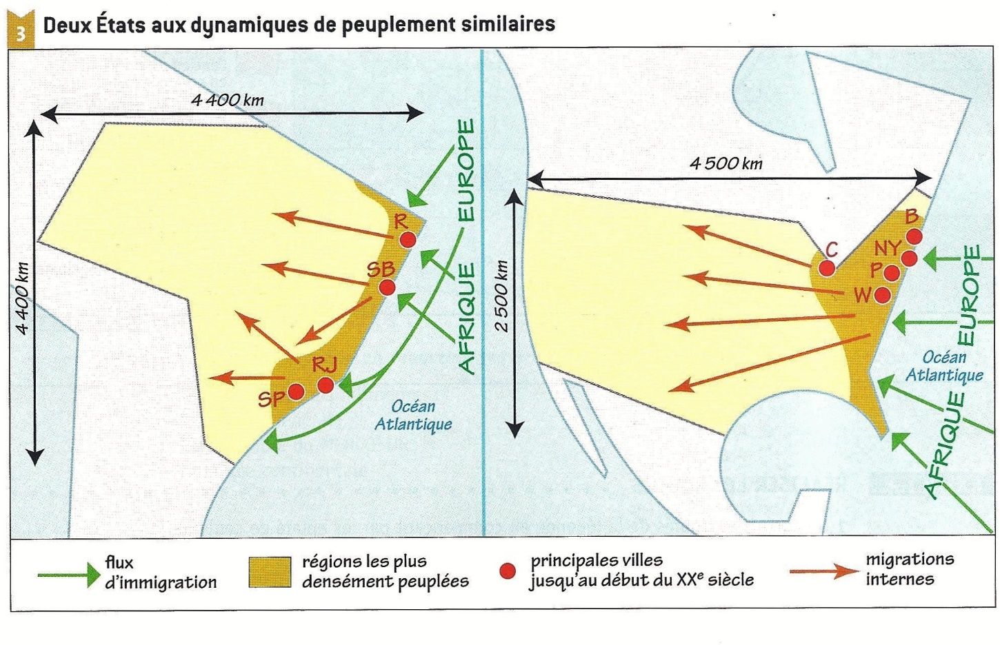 3 Deux États aux dynamiques de peuplement similaires
4 400 km
4 400 km
EUROPE
AFRIQUE
R
SB
RJ
SP
Océan
Atlantique
4 500 km
2 500 km
B
NY
C
P
W
EUROPE
AFRIQUE
Océan
Atlantique
flux
d'immigration
régions les plus
densément peuplées
principales villes
jusqu'au début du XXe siècle
migrations
internes